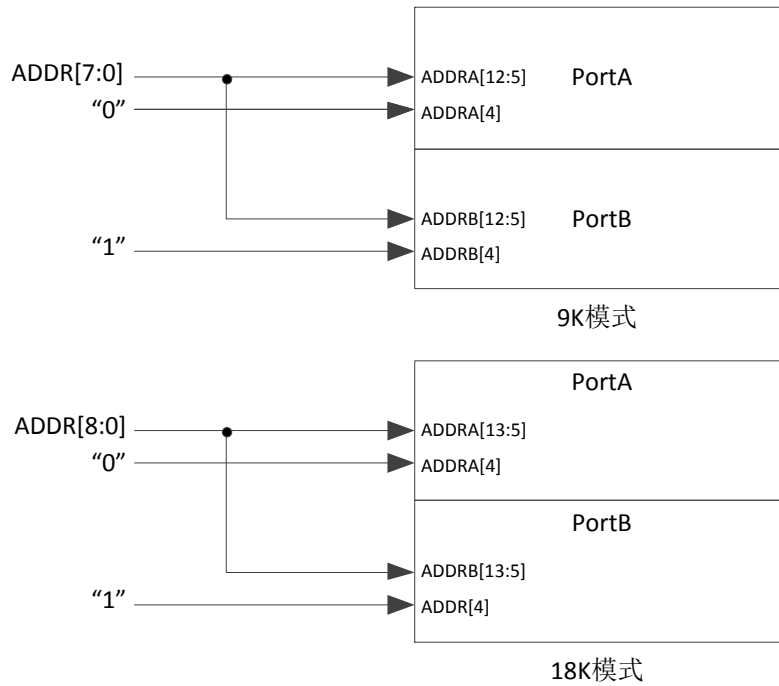 ADDR[7:0]
ADDRA[12:5]
PortA
“0”
ADDRA[4]
ADDRB[12:5]
PortB
“1”
ADDRB[4]
9K模式
PortA
ADDR[8:0]
ADDRA[13:5]
“0”
ADDRA[4]
PortB
ADDRB[13:5]
“1”
ADDR[4]
18K模式